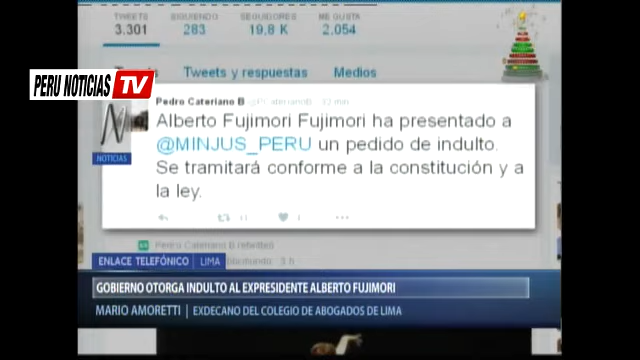 TWEETS SIGUIENDO SEGUIDORES ME GUSTA
3.301 283 19,8 K 2.054
Tweets y respuestas Medios
PERU NOTICIAS TV
Pedro Cateriano B
Alberto Fujimori Fujimori ha presentado a
@MINJUS_PERU un pedido de indulto.
Se tramitará conforme a la constitución y a
la ley.
N
NOTICIAS
Pedro Cateriano B retwitteó
ENLACE TELEFÓNICO LIMA
GOBIERNO OTORGA INDULTO AL EXPRESIDENTE ALBERTO FUJIMORI
MARIO AMORETTI | EXDECANO DEL COLEGIO DE ABOGADOS DE LIMA